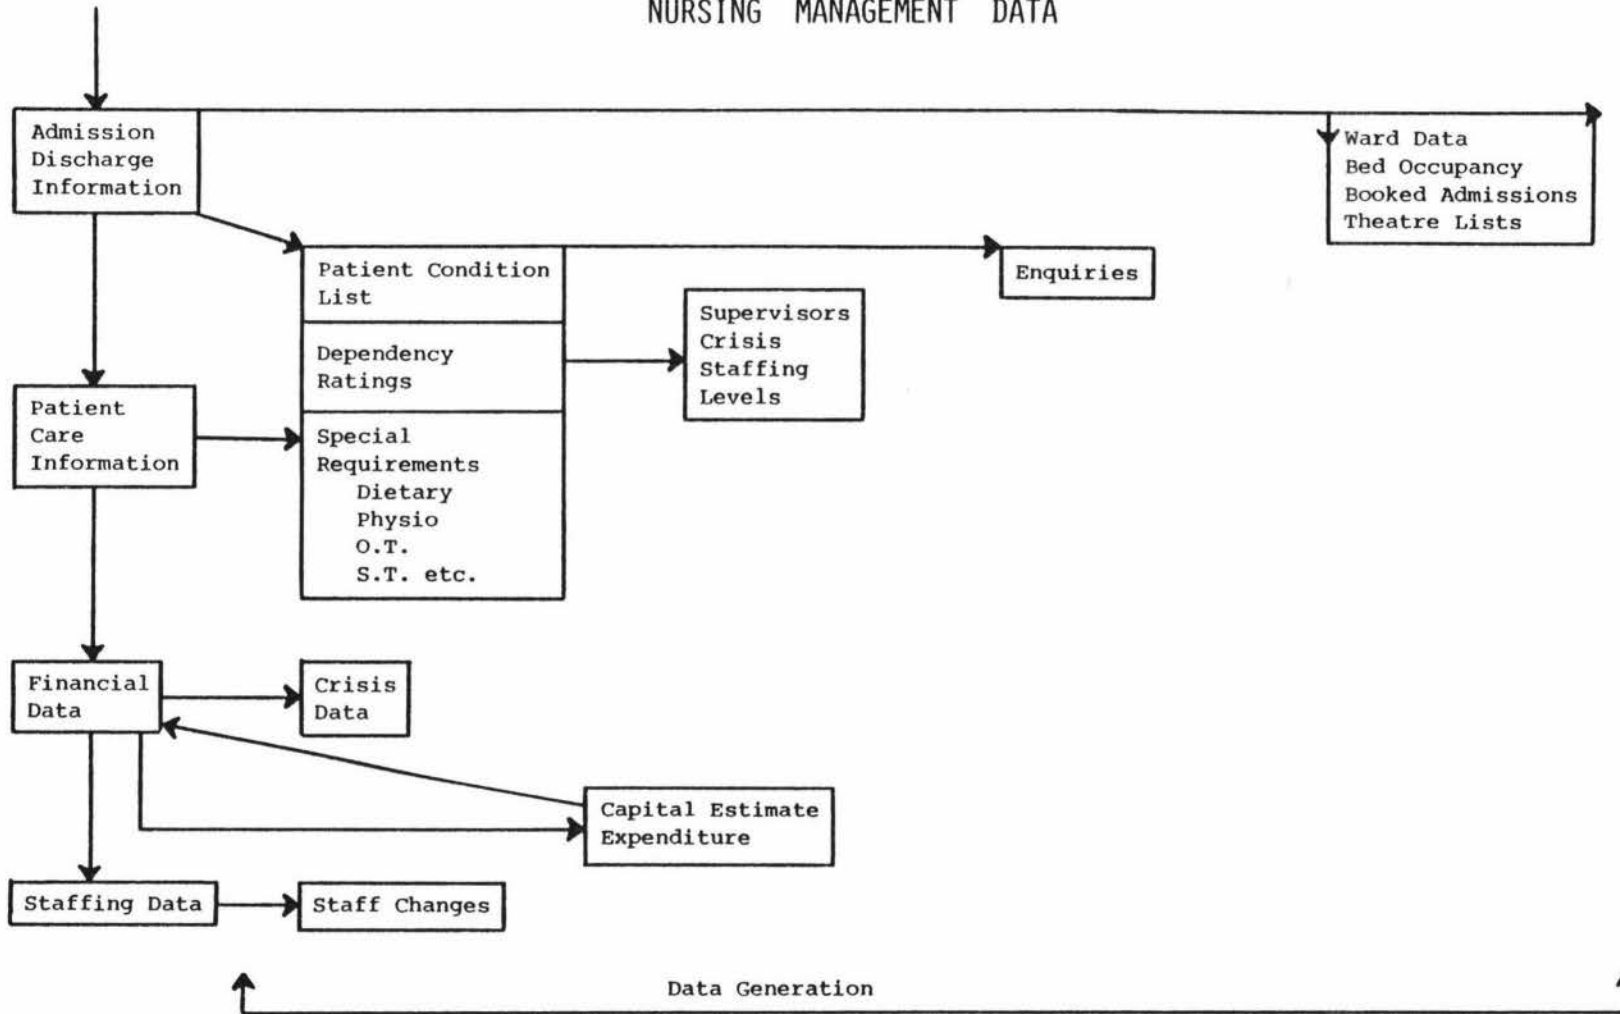 NURSING MANAGEMENT DATA
Admission
Discharge
Information
Ward Data
Bed Occupancy
Booked Admissions
Theatre Lists
Patient Condition
List
Enquiries
Supervisors
Crisis
Staffing
Levels
Dependency
Ratings
Patient
Care
Information
Special
Requirements
Dietary
Physio
O.T.
S.T. etc.
Financial
Data
Crisis
Data
Capital Estimate
Expenditure
Staffing Data
Staff Changes
Data Generation